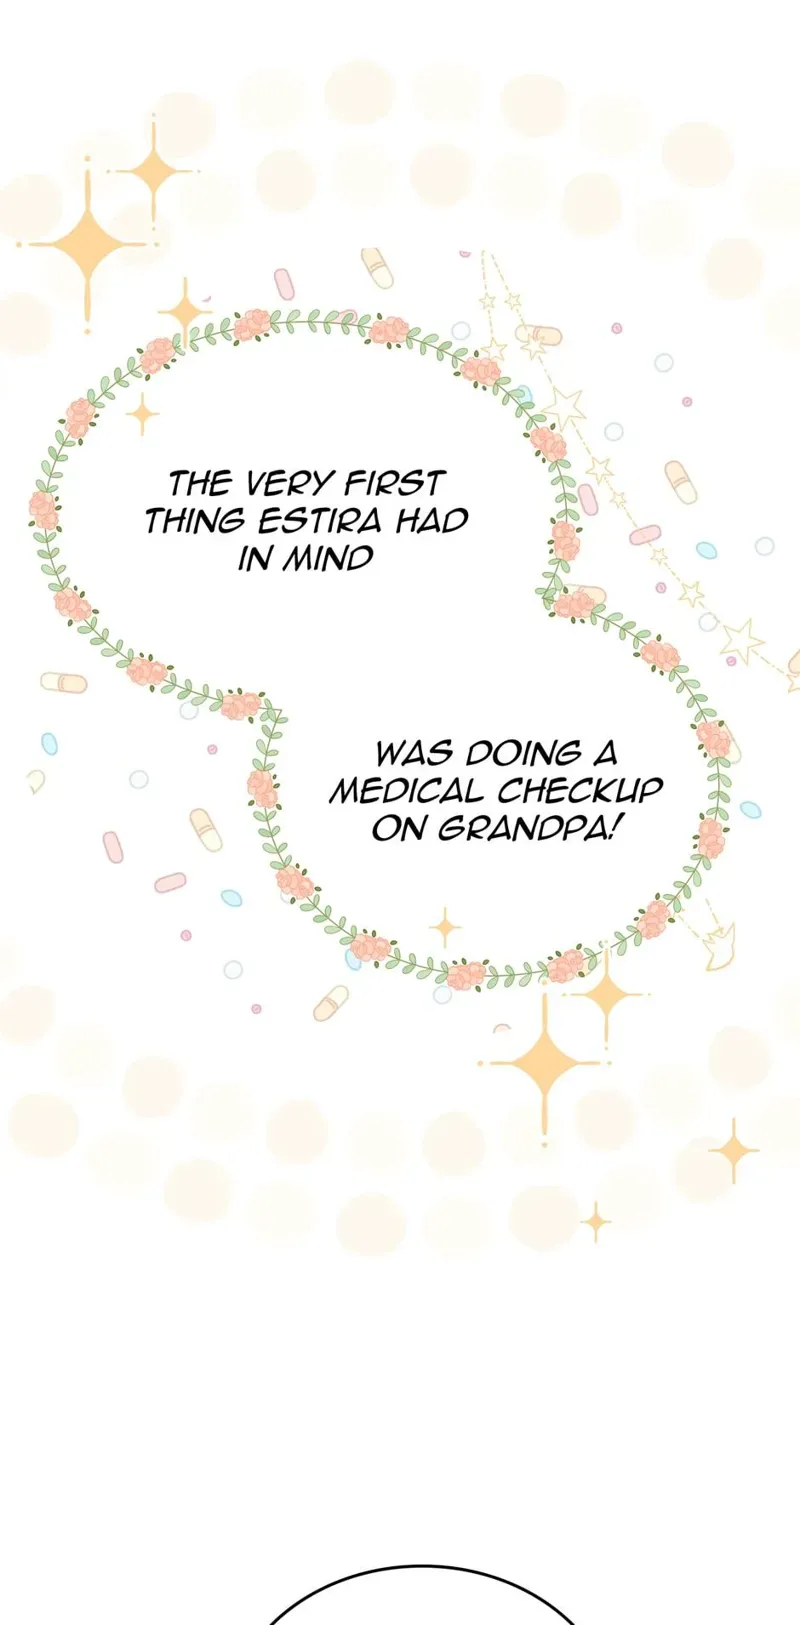 THE VERY FIRST
THING ESTIRA HAD
IN MIND
WAS DOING A
MEDICAL CHECKUP
ON GRANDPA!